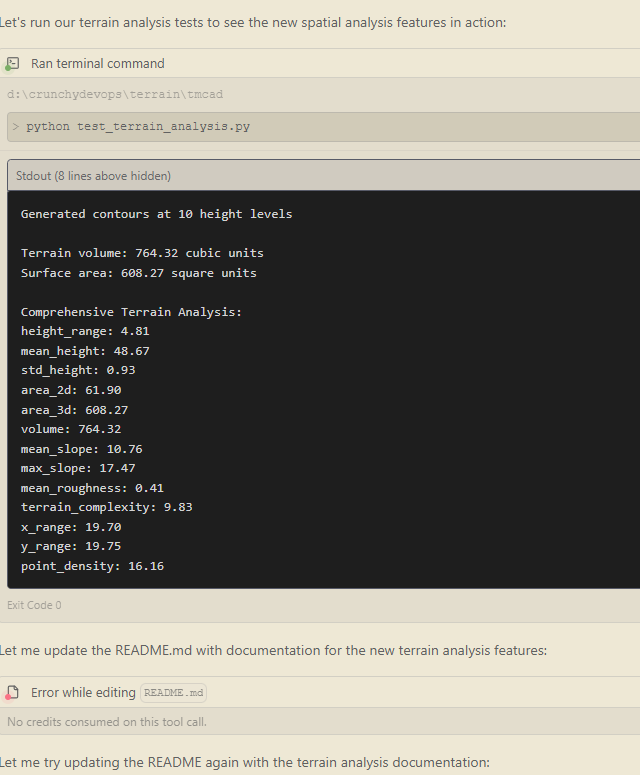 Let's run our terrain analysis tests to see the new spatial analysis features in action:
Ran terminal command
d:\crunchydevops\terrain\tmcad
> python test_terrain_analysis.py
Stdout (8 lines above hidden)
Generated contours at 10 height levels
Terrain volume: 764.32 cubic units
Surface area: 608.27 square units
Comprehensive Terrain Analysis:
height_range: 4.81
mean_height: 48.67
std_height: 0.93
area_2d: 61.90
area_3d: 608.27
volume: 764.32
mean_slope: 10.76
max_slope: 17.47
mean_roughness: 0.41
terrain_complexity: 9.83
x_range: 19.70
y_range: 19.75
point_density: 16.16
Exit Code 0
Let me update the README.md with documentation for the new terrain analysis features:
Error while editing README.md
No credits consumed on this tool call.
Let me try updating the README again with the terrain analysis documentation: